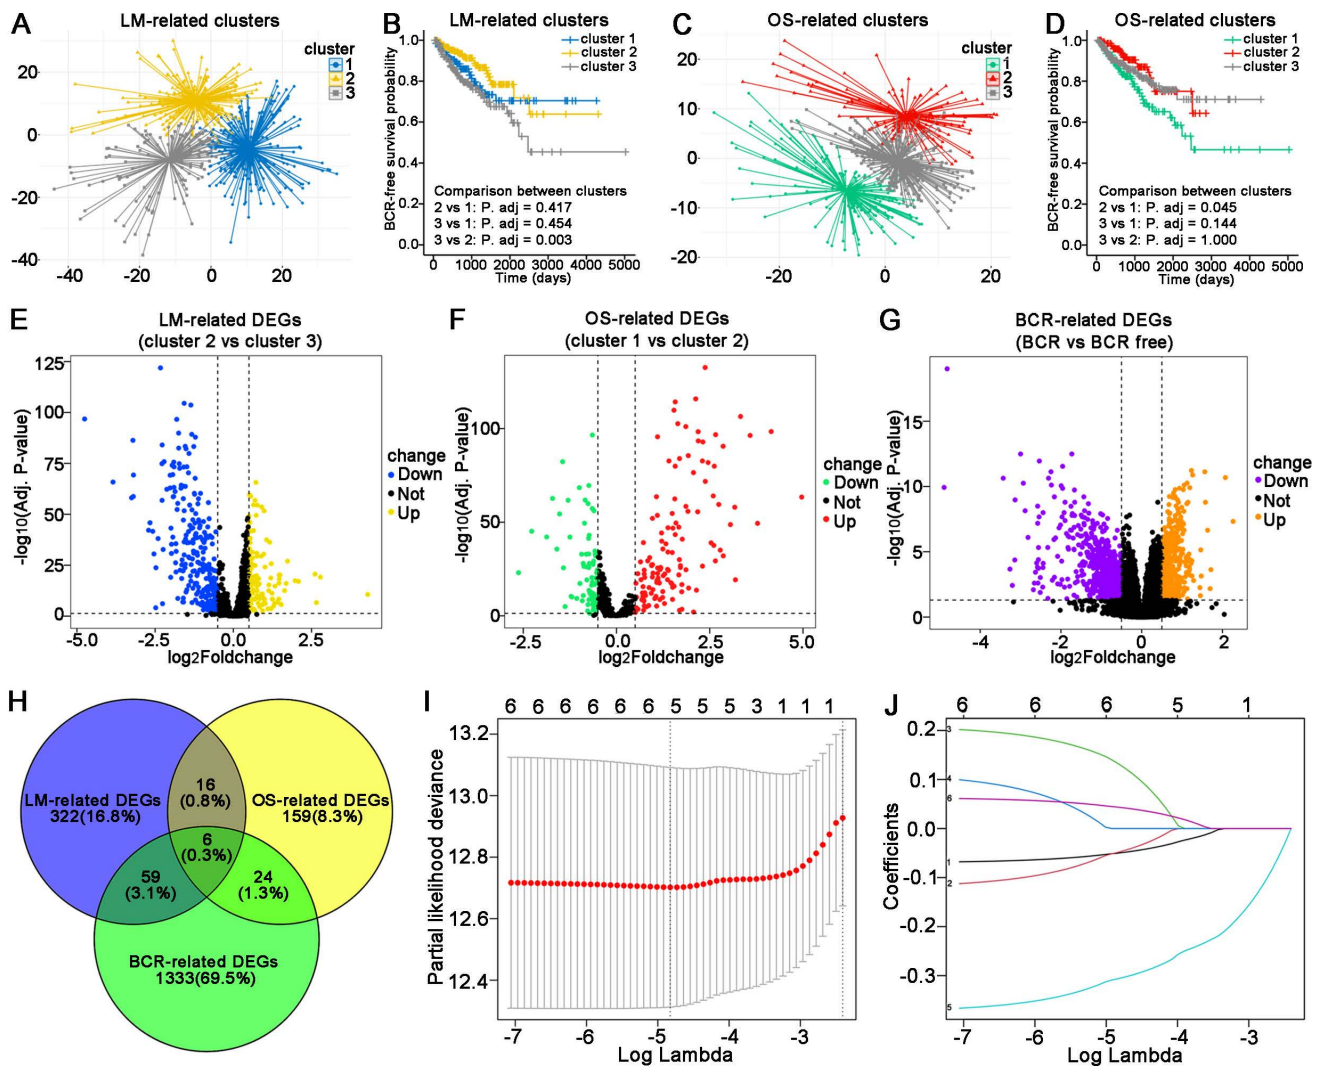 A
LM-related clusters
cluster
1
2
3
20
0
-20
-40
-40
-20
0
20
B
LM-related clusters
cluster 1
cluster 2
cluster 3
BCR-free survival probability
1.0
0.8
0.6
0.4
0.2
0.0
Comparison between clusters
2 vs 1: P. adj = 0.417
3 vs 1: P. adj = 0.454
3 vs 2: P. adj = 0.003
0
1000
2000
3000
4000
5000
Time (days)
C
OS-related clusters
cluster
1
2
3
20
10
0
-10
-20
-20
0
20
D
OS-related clusters
cluster 1
cluster 2
cluster 3
BCR-free survival probability
1.0
0.8
0.6
0.4
0.2
0.0
Comparison between clusters
2 vs 1: P. adj = 0.045
3 vs 1: P. adj = 0.144
3 vs 2: P. adj = 1.000
0
1000
2000
3000
4000
5000
Time (days)
E
LM-related DEGs
(cluster 2 vs cluster 3)
-log10(Adj. P-value)
125
100
75
50
25
0
-5.0
-2.5
0.0
2.5
log2Foldchange
change
Down
Not
Up
F
OS-related DEGs
(cluster 1 vs cluster 2)
-log10(Adj. P-value)
100
50
0
-2.5
0.0
2.5
5.0
log2Foldchange
change
Down
Not
Up
G
BCR-related DEGs
(BCR vs BCR free)
-log10(Adj. P-value)
15
10
5
0
-4
-2
0
2
log2Foldchange
change
Down
Not
Up
H
LM-related DEGs
322(16.8%)
16
(0.8%)
OS-related DEGs
159(8.3%)
6
(0.3%)
59
(3.1%)
24
(1.3%)
BCR-related DEGs
1333(69.5%)
I
6 6 6 6 6 6 5 5 5 3 1 1 1
Partial likelihood deviance
13.2
13.0
12.8
12.6
12.4
-7
-6
-5
-4
-3
Log Lambda
J
6 6 6 5 1
Coefficients
0.2
0.1
0.0
-0.1
-0.2
-0.3
3
4
6
1
2
5
-7
-6
-5
-4
-3
Log Lambda